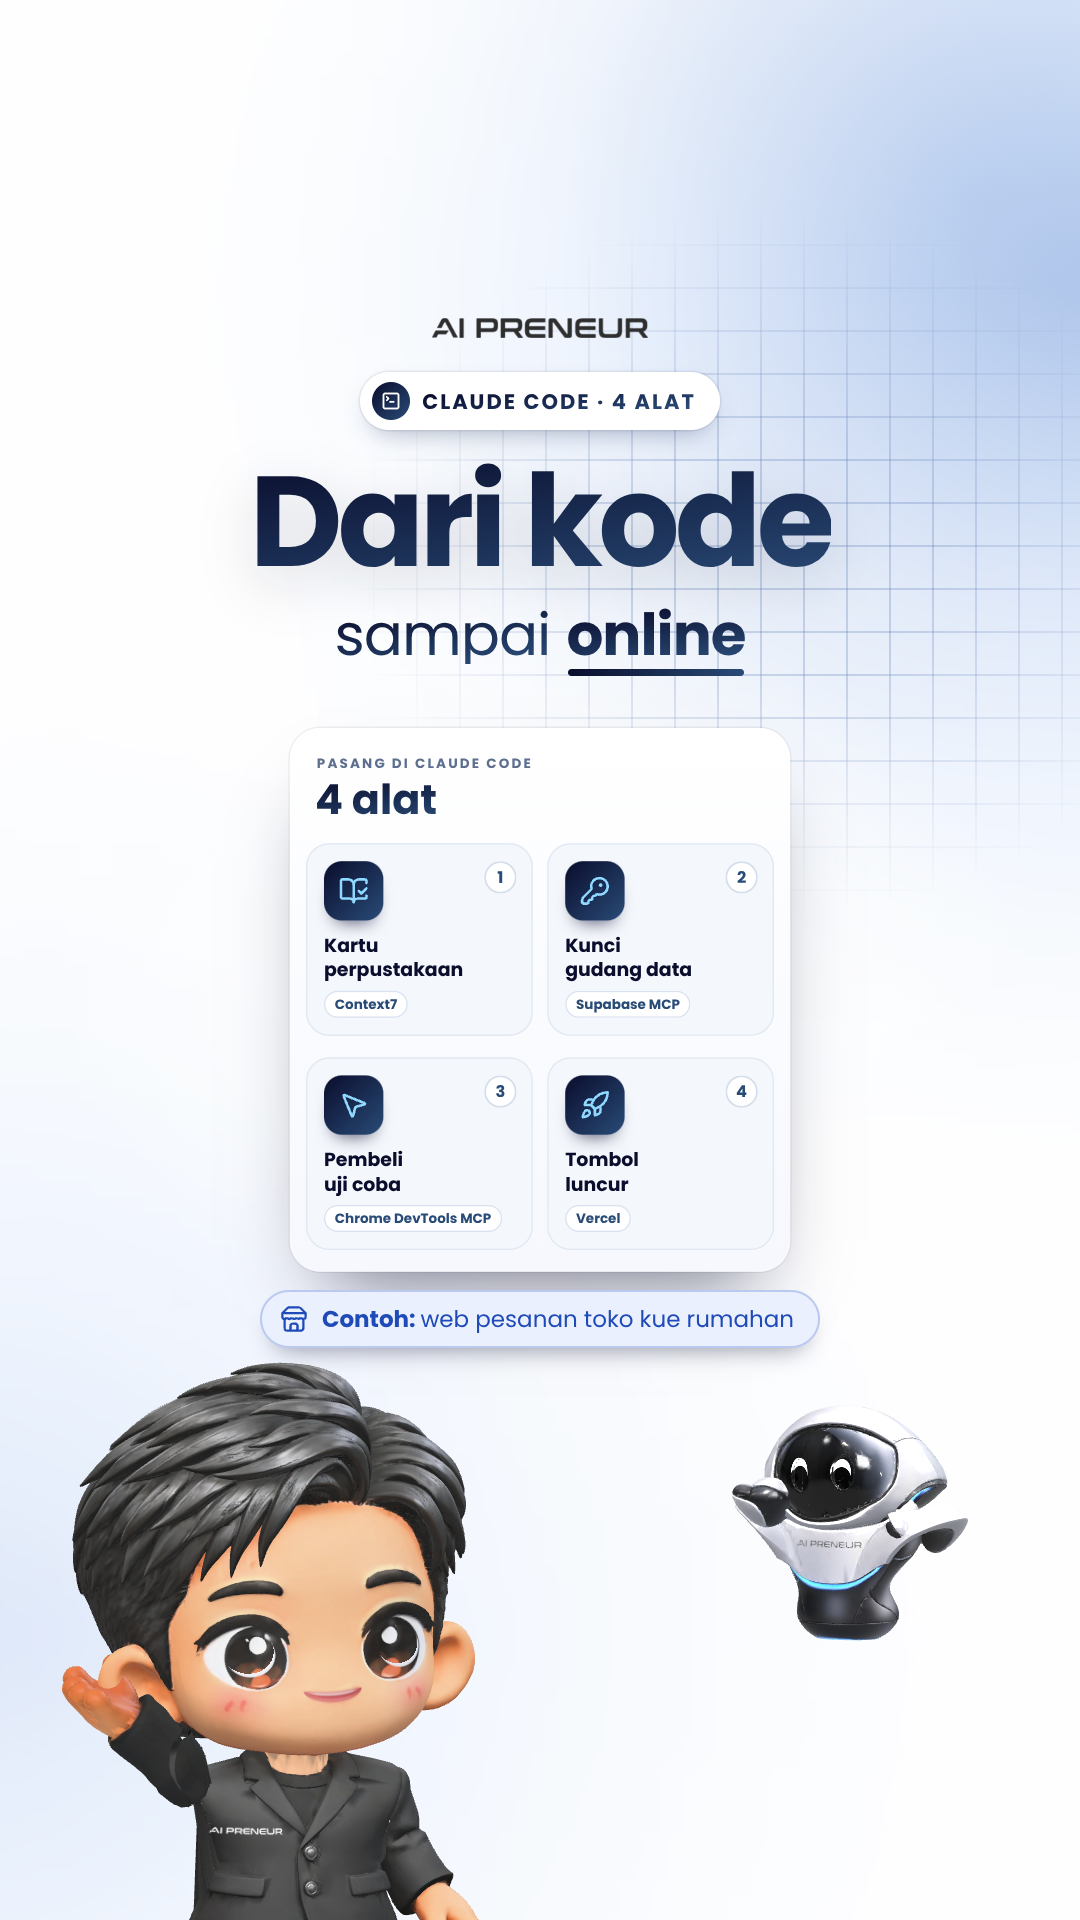 AI PRENEUR
CLAUDE CODE · 4 ALAT
Dari kode
sampai online
PASANG DI CLAUDE CODE
4 alat
1
Kartu
perpustakaan
Context7
2
Kunci
gudang data
Supabase MCP
3
Pembeli
uji coba
Chrome DevTools MCP
4
Tombol
luncur
Vercel
Contoh: web pesanan toko kue rumahan
AI PRENEUR
AI PRENEUR